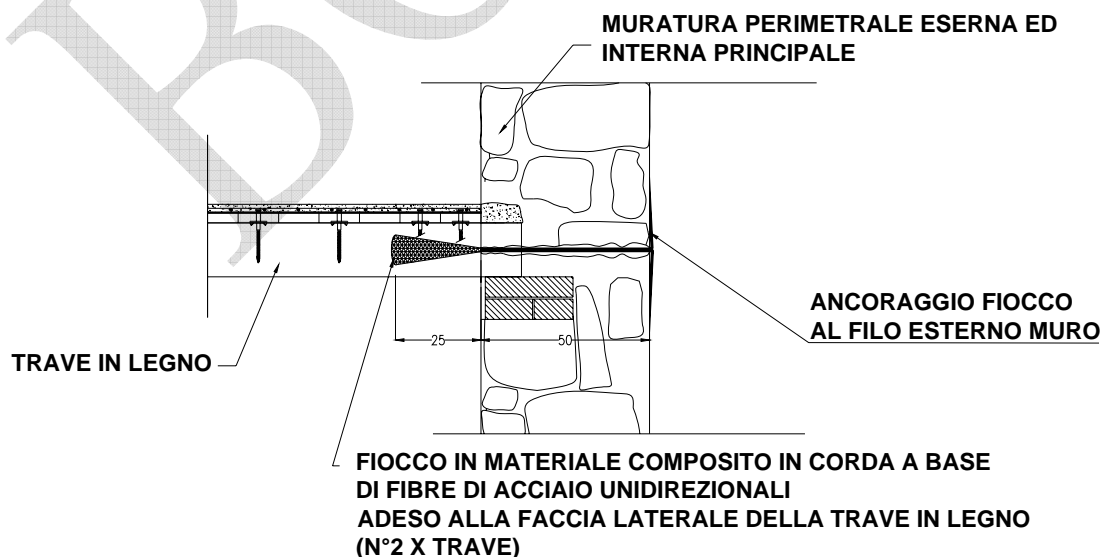 MURATURA PERIMETRALE ESERNA ED
INTERNA PRINCIPALE
ANCORAGGIO FIOCCO
AL FILO ESTERNO MURO
25
50
TRAVE IN LEGNO
FIOCCO IN MATERIALE COMPOSITO IN CORDA A BASE
DI FIBRE DI ACCIAIO UNIDIREZIONALI
ADESO ALLA FACCIA LATERALE DELLA TRAVE IN LEGNO
(N°2 X TRAVE)